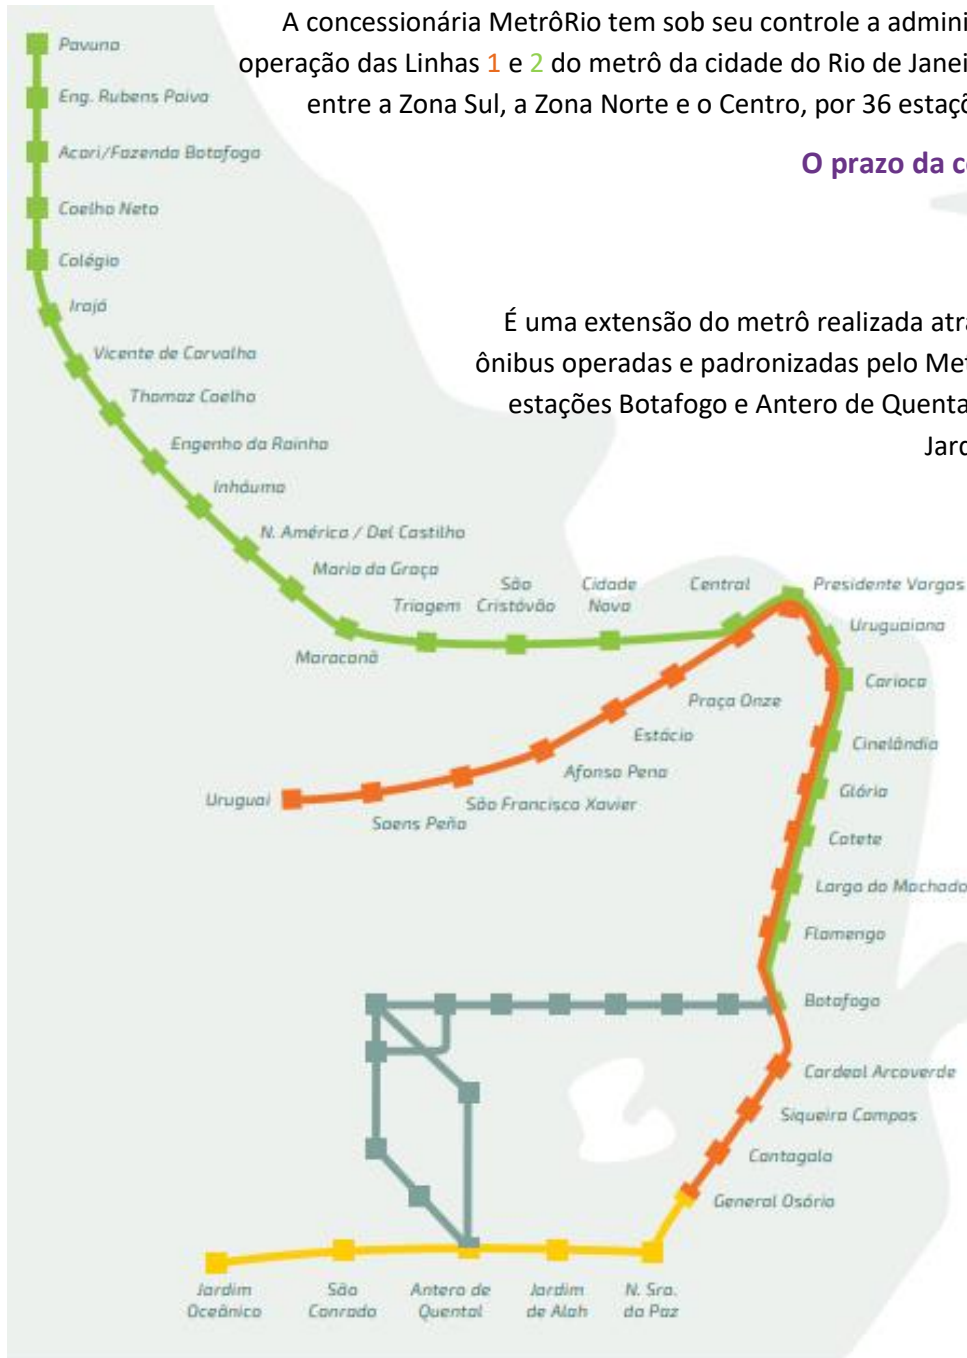 A concessionária MetrôRio tem sob seu controle a admini
operação das Linhas 1 e 2 do metrô da cidade do Rio de Janei
entre a Zona Sul, a Zona Norte e o Centro, por 36 estaçõ
O prazo da c
É uma extensão do metrô realizada atra
ônibus operadas e padronizadas pelo Met
estações Botafogo e Antero de Quenta
Jard
Pavuna
Eng. Rubens Paiva
Acari/Fazenda Botafogo
Coelho Neto
Colégio
Irajá
Vicente de Carvalho
Thomaz Coelho
Engenho da Rainha
Inhaúma
N. América / Del Castilho
Maria da Graça
Maracanã
Triagem
São
Cristóvão
Cidade
Nova
Central
Presidente Vargas
Uruguaiana
Carioca
Praça Onze
Cinelândia
Estácio
Afonso Pena
Glória
Uruguai
São Francisco Xavier
Saens Peña
Catete
Largo do Machado
Flamengo
Botafogo
Cardeal Arcoverde
Siqueira Campos
Cantagalo
General Osório
Jardim
Oceânico
São
Conrado
Antero de
Quental
Jardim
de Alah
N. Sra.
da Paz